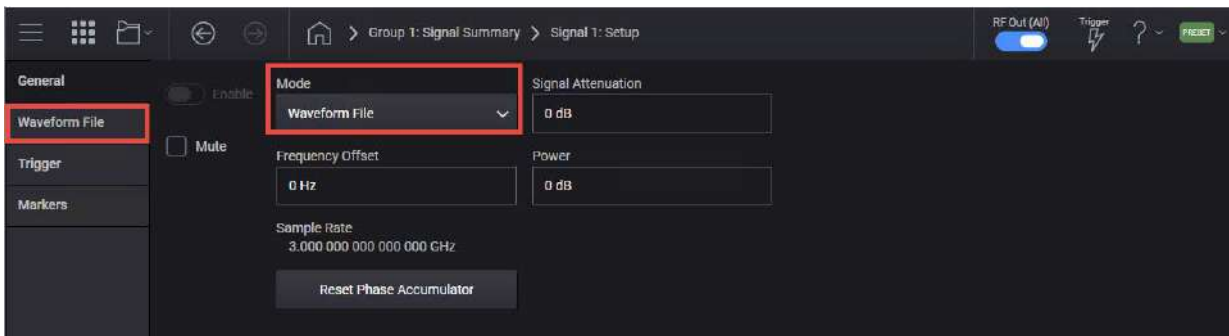 Group 1: Signal Summary > Signal 1: Setup
RF Out (All)
Trigger
?
PRESET
General
Waveform File
Trigger
Markers
Enable
Mute
Mode
Waveform File
Signal Attenuation
0 dB
Frequency Offset
0 Hz
Power
0 dB
Sample Rate
3.000 000 000 000 000 GHz
Reset Phase Accumulator